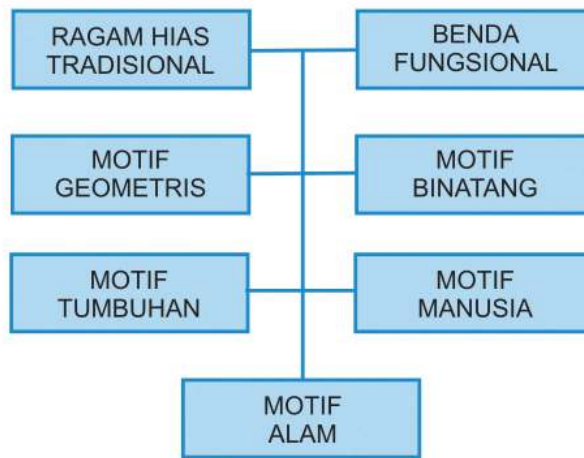 RAGAM HIAS
TRADISIONAL
BENDA
FUNGSIONAL
MOTIF
GEOMETRIS
MOTIF
BINATANG
MOTIF
TUMBUHAN
MOTIF
MANUSIA
MOTIF
ALAM